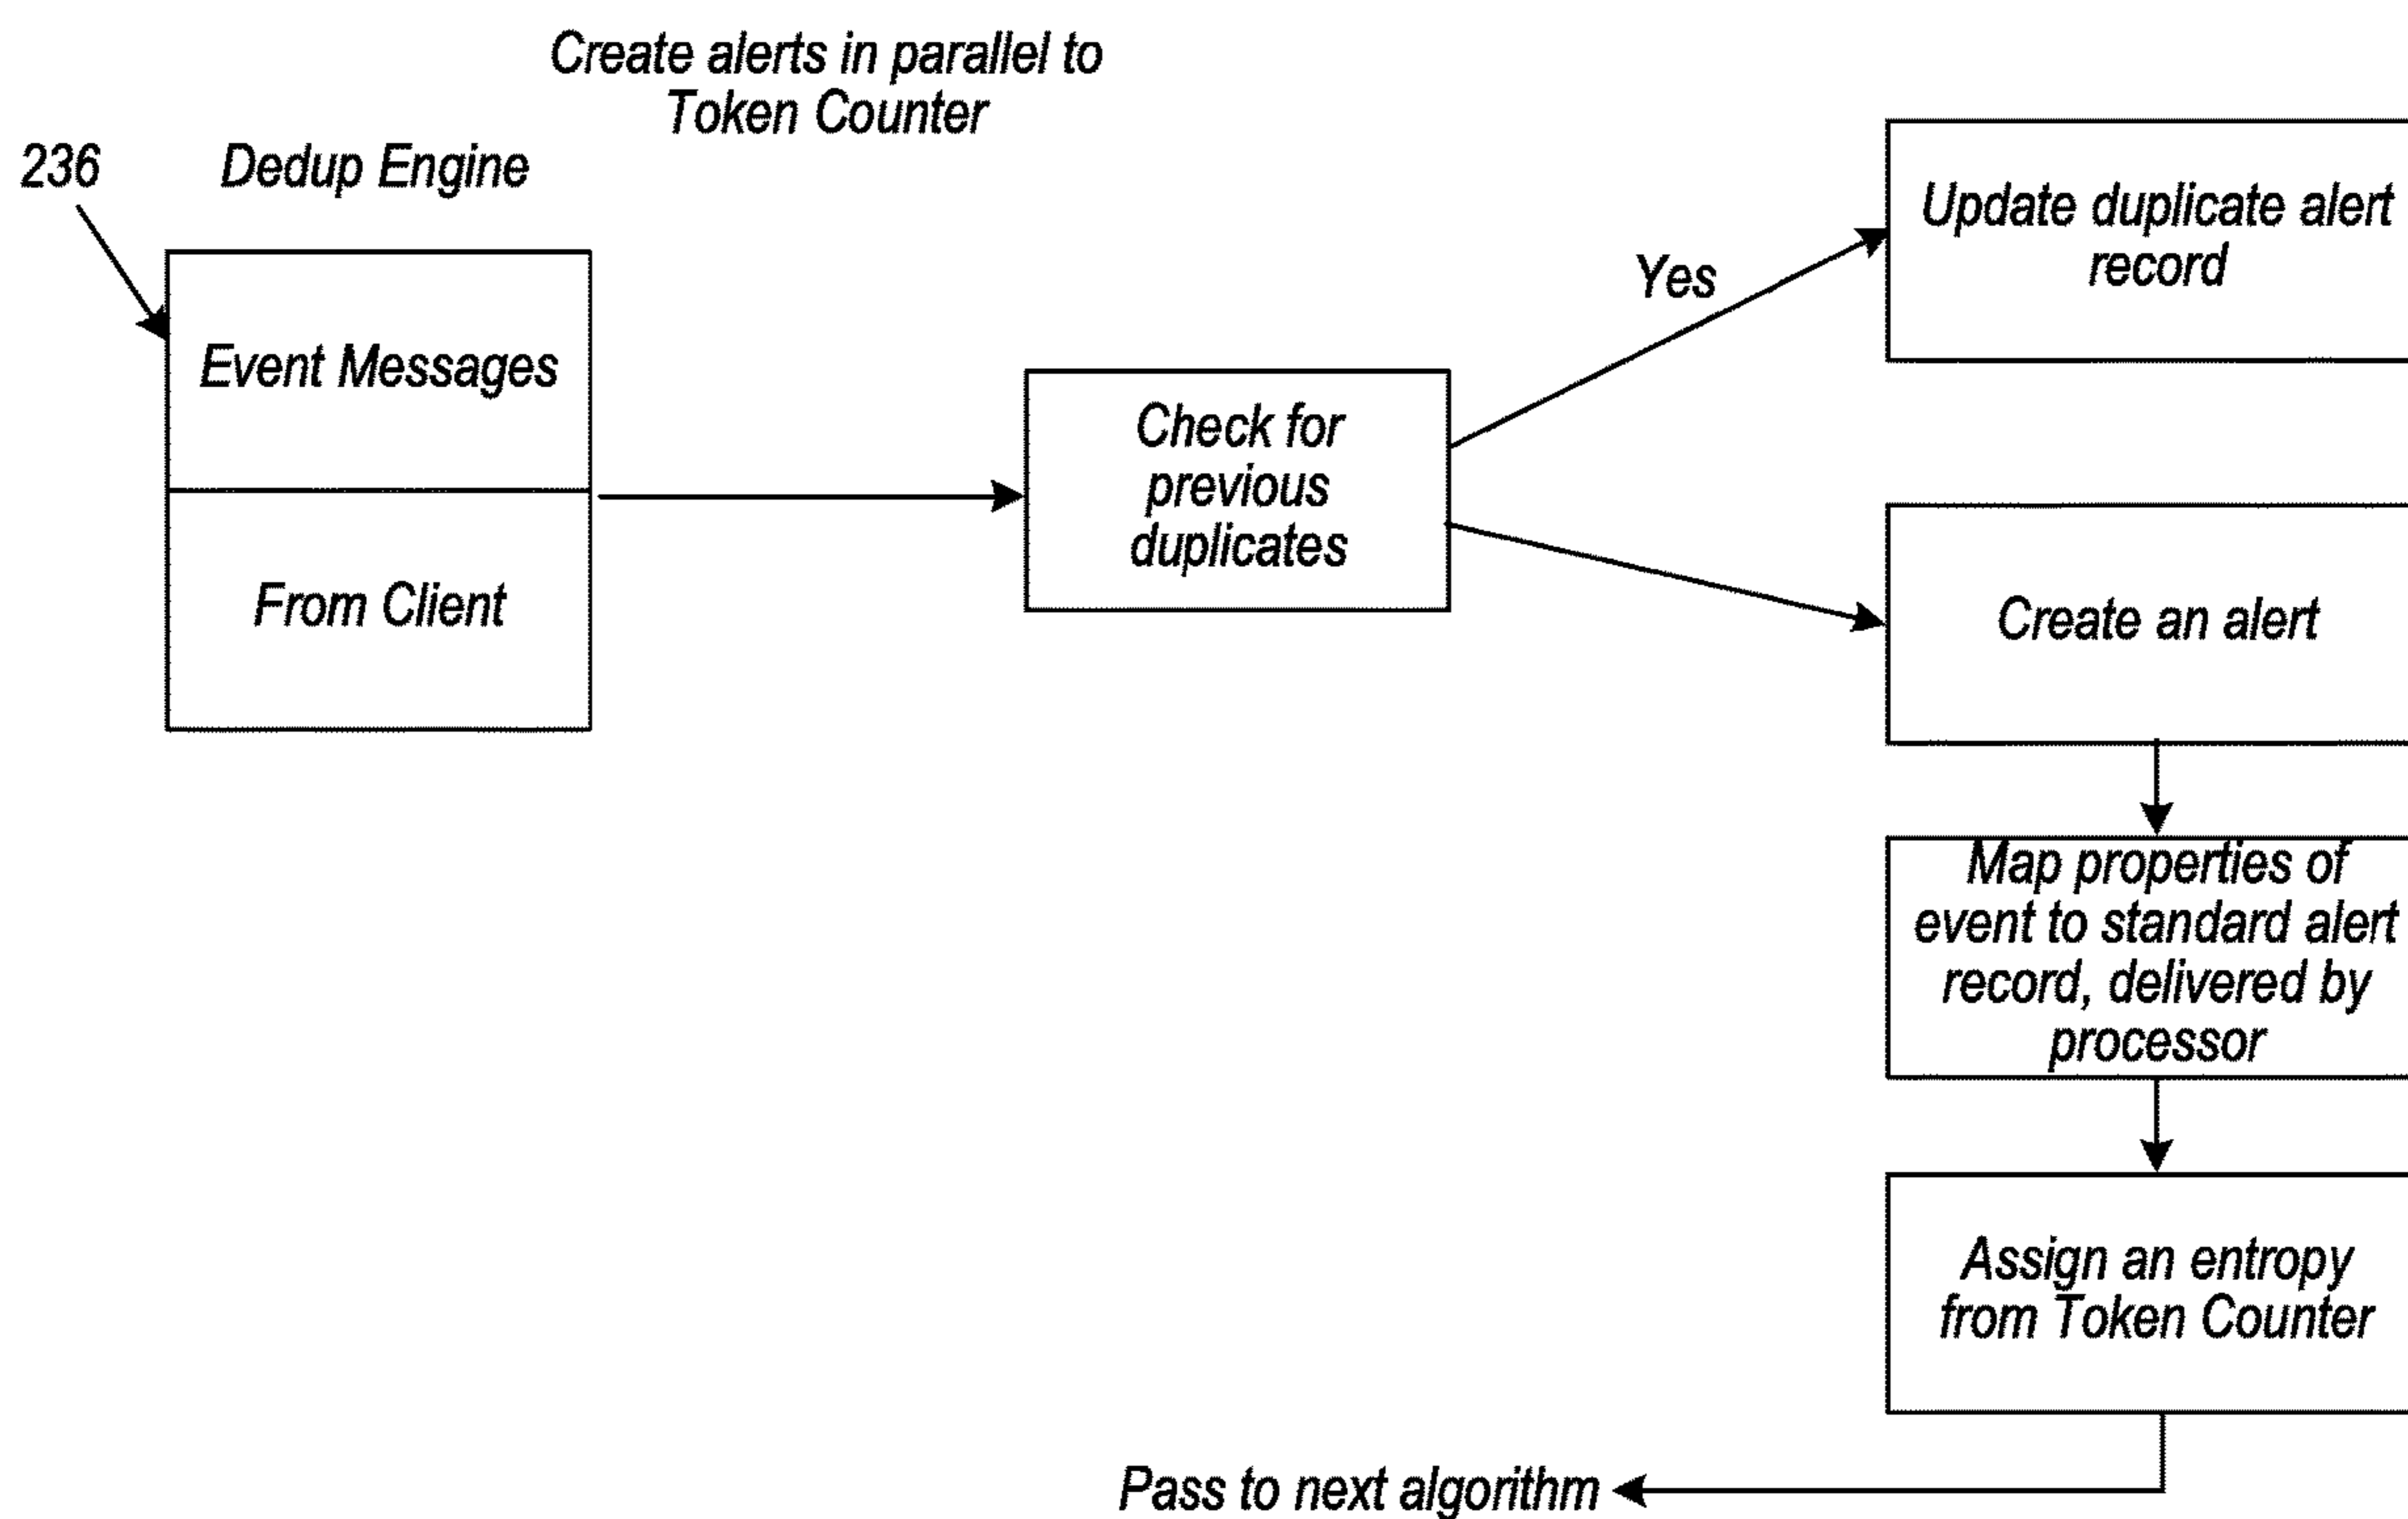 Create alerts in parallel to
Token Counter
236
Dedup Engine
Event Messages
From Client
Check for
previous
duplicates
Yes
Update duplicate alert
record
Create an alert
Map properties of
event to standard alert
record, delivered by
processor
Assign an entropy
from Token Counter
Pass to next algorithm